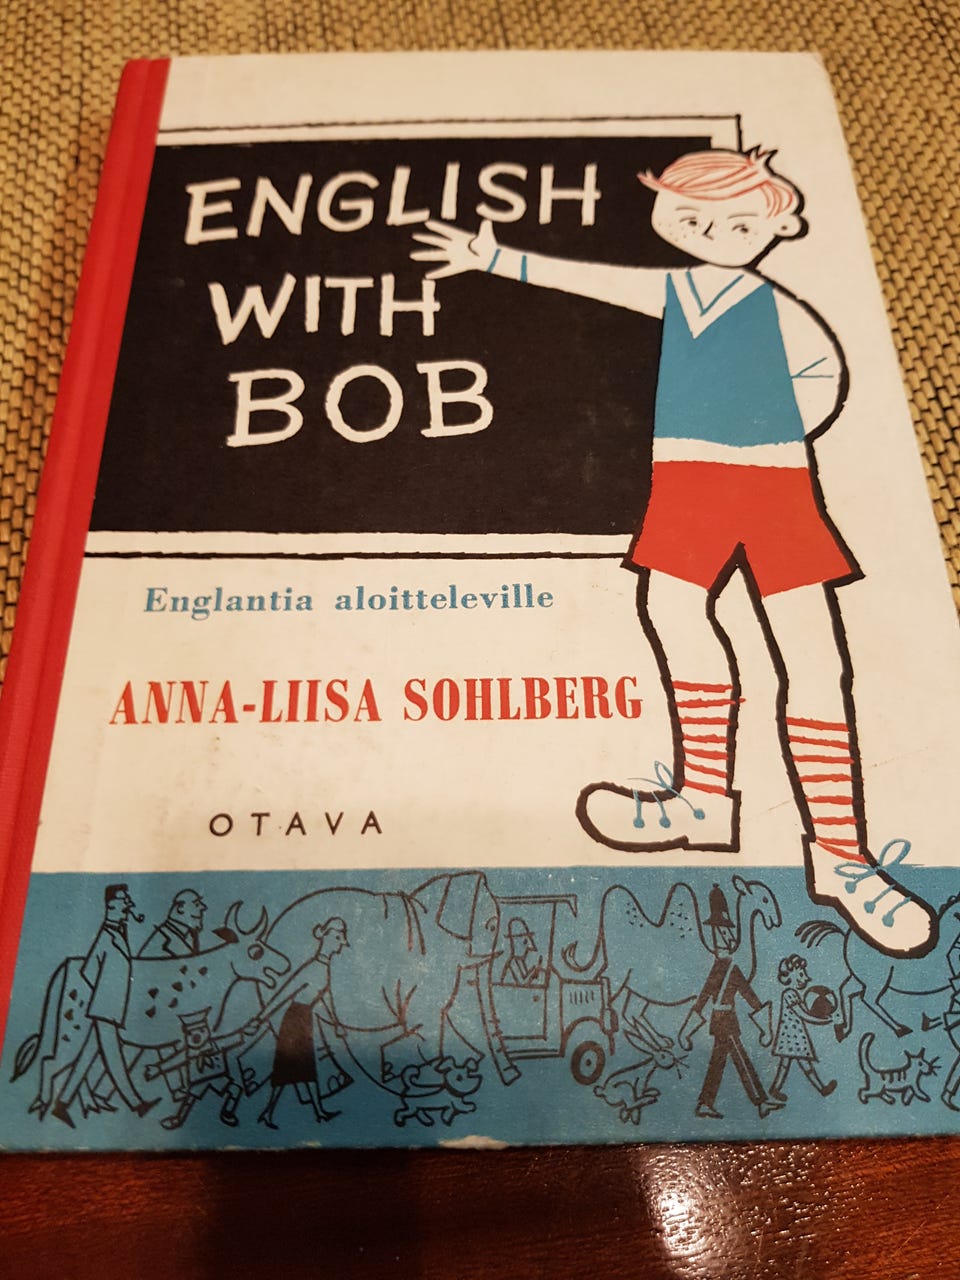 ENGLISH
WITH
BOB
Englantia aloitteleville
ANNA-LIISA SOHLBERG
OTAVA